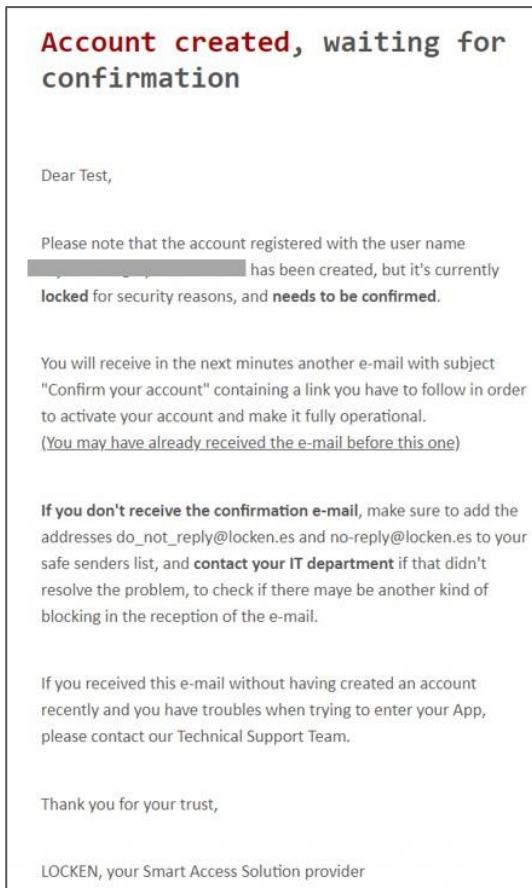 Account created, waiting for
confirmation
Dear Test,
Please note that the account registered with the user name
has been created, but it's currently
locked for security reasons, and needs to be confirmed.
You will receive in the next minutes another e-mail with subject
"Confirm your account" containing a link you have to follow in order
to activate your account and make it fully operational.
(You may have already received the e-mail before this one)
If you don't receive the confirmation e-mail, make sure to add the
addresses do_not_reply@locken.es and no-reply@locken.es to your
safe senders list, and contact your IT department if that didn't
resolve the problem, to check if there maye be another kind of
blocking in the reception of the e-mail.
If you received this e-mail without having created an account
recently and you have troubles when trying to enter your App,
please contact our Technical Support Team.
Thank you for your trust,
LOCKEN, your Smart Access Solution provider